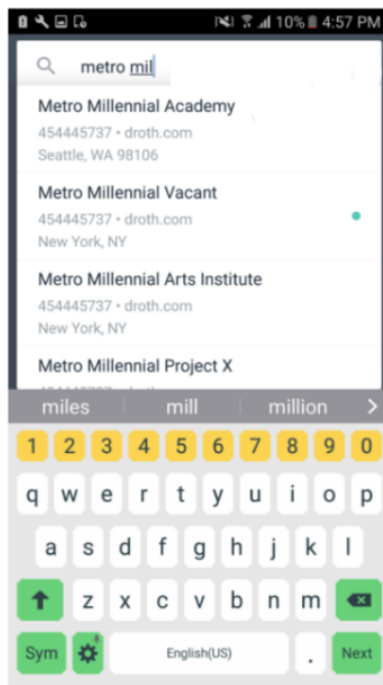 10% 4:57 PM
metro mil
Metro Millennial Academy
454445737 • droth.com
Seattle, WA 98106
Metro Millennial Vacant
454445737 • droth.com
New York, NY
Metro Millennial Arts Institute
454445737 • droth.com
New York, NY
Metro Millennial Project X
miles mill million >
1 2 3 4 5 6 7 8 9 0
q w e r t y u i o p
a s d f g h j k l
z x c v b n m
Sym English(US) . Next